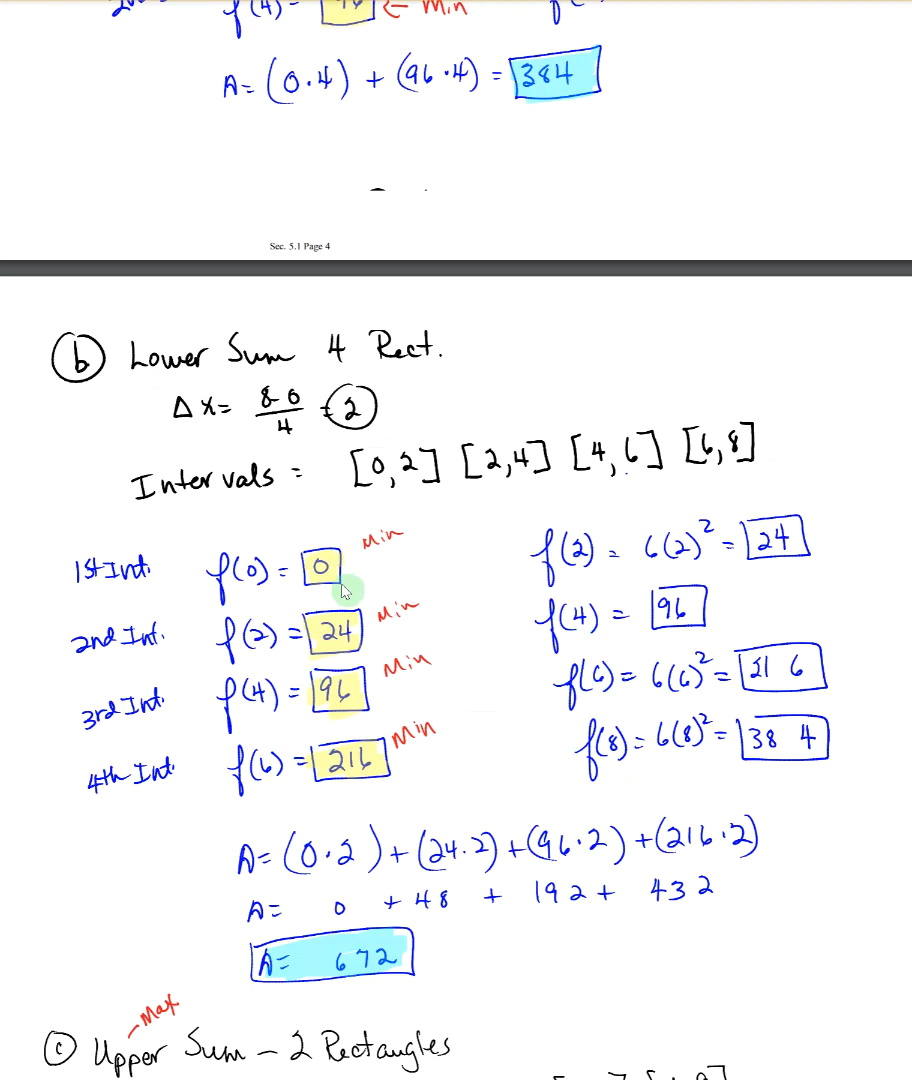 f(4) = ← Min
A= (0·4) + (96·4) = 384
Sec. 5.1 Page 4
b Lower Sum 4 Rect.
Δx= 8-0/4 = 2
Intervals = [0,2] [2,4] [4,6] [6,8]
1st Int. f(0) = 0 Min f(2) = 6(2)² = 24
2nd Int. f(2) = 24 Min f(4) = 96
3rd Int. f(4) = 96 Min f(6) = 6(6)² = 216
4th Int. f(6) = 216 Min f(8) = 6(8)² = 384
A= (0·2) + (24·2) + (96·2) + (216·2)
A= 0 + 48 + 192 + 432
A= 672
Max
c Upper Sum – 2 Rectangles